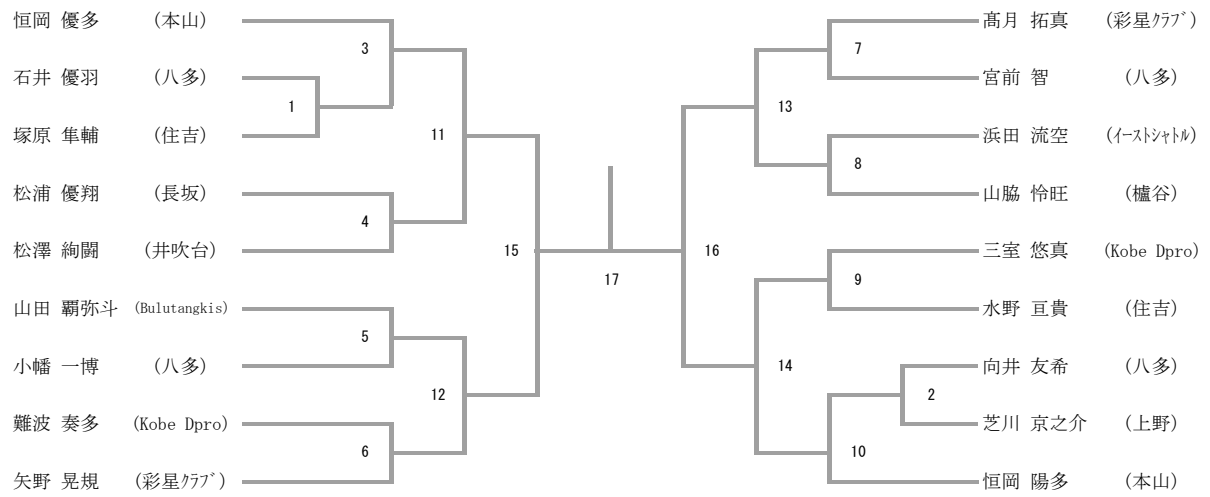 恒岡 優多 (本山)
石井 優羽 (八多)
塚原 隼輔 (住吉)
松浦 優翔 (長坂)
松澤 絢闘 (井吹台)
山田 覇弥斗 (Bulutangkis)
小幡 一博 (八多)
難波 奏多 (Kobe Dpro)
矢野 晃規 (彩星ｸﾗﾌﾞ)
3
1
11
4
15
5
12
6
17
7
13
8
16
9
14
2
10
髙月 拓真 (彩星ｸﾗﾌﾞ)
宮前 智 (八多)
浜田 流空 (ｲｰｽﾄｼｬﾄﾙ)
山脇 怜旺 (櫨谷)
三室 悠真 (Kobe Dpro)
水野 亘貴 (住吉)
向井 友希 (八多)
芝川 京之介 (上野)
恒岡 陽多 (本山)